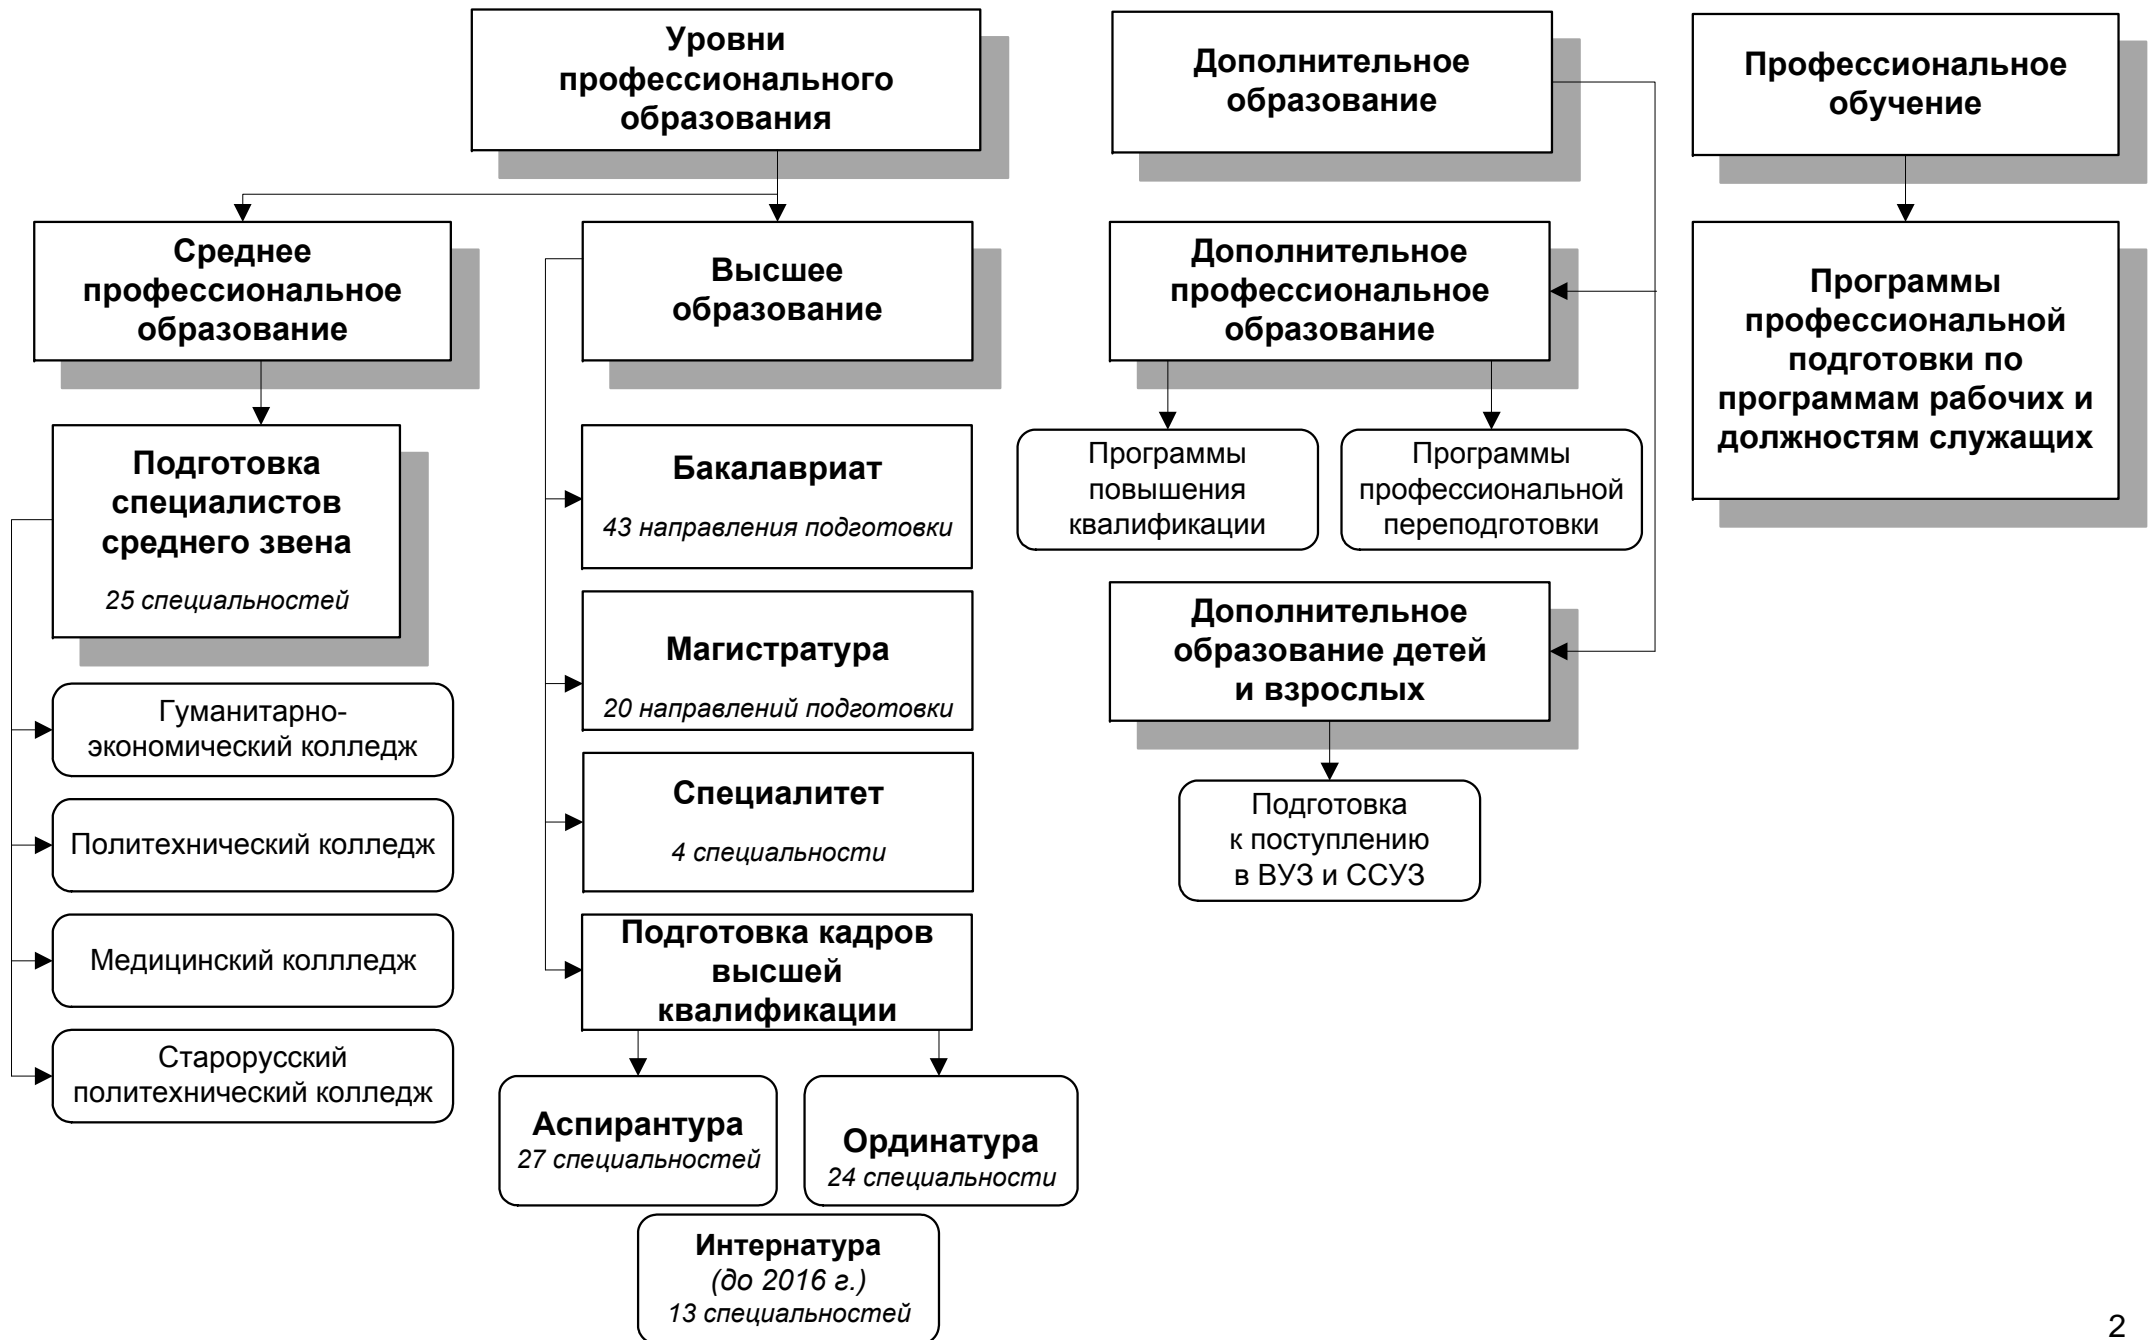 Уровни
профессионального
образования
Дополнительное
образование
Профессиональное
обучение
Среднее
профессиональное
образование
Высшее
образование
Дополнительное
профессиональное
образование
Программы
профессиональной
подготовки по
программам рабочих и
должностям служащих
Подготовка
специалистов
среднего звена
25 специальностей
Бакалавриат
43 направления подготовки
Программы
повышения
квалификации
Программы
профессиональной
переподготовки
Магистратура
20 направлений подготовки
Дополнительное
образование детей
и взрослых
Гуманитарно-
экономический колледж
Политехнический колледж
Медицинский коллледж
Старорусский
политехнический колледж
Специалитет
4 специальности
Подготовка
к поступлению
в ВУЗ и ССУЗ
Подготовка кадров
высшей
квалификации
Аспирантура
27 специальностей
Ординатура
24 специальности
Интернатура
(до 2016 г.)
13 специальностей
2